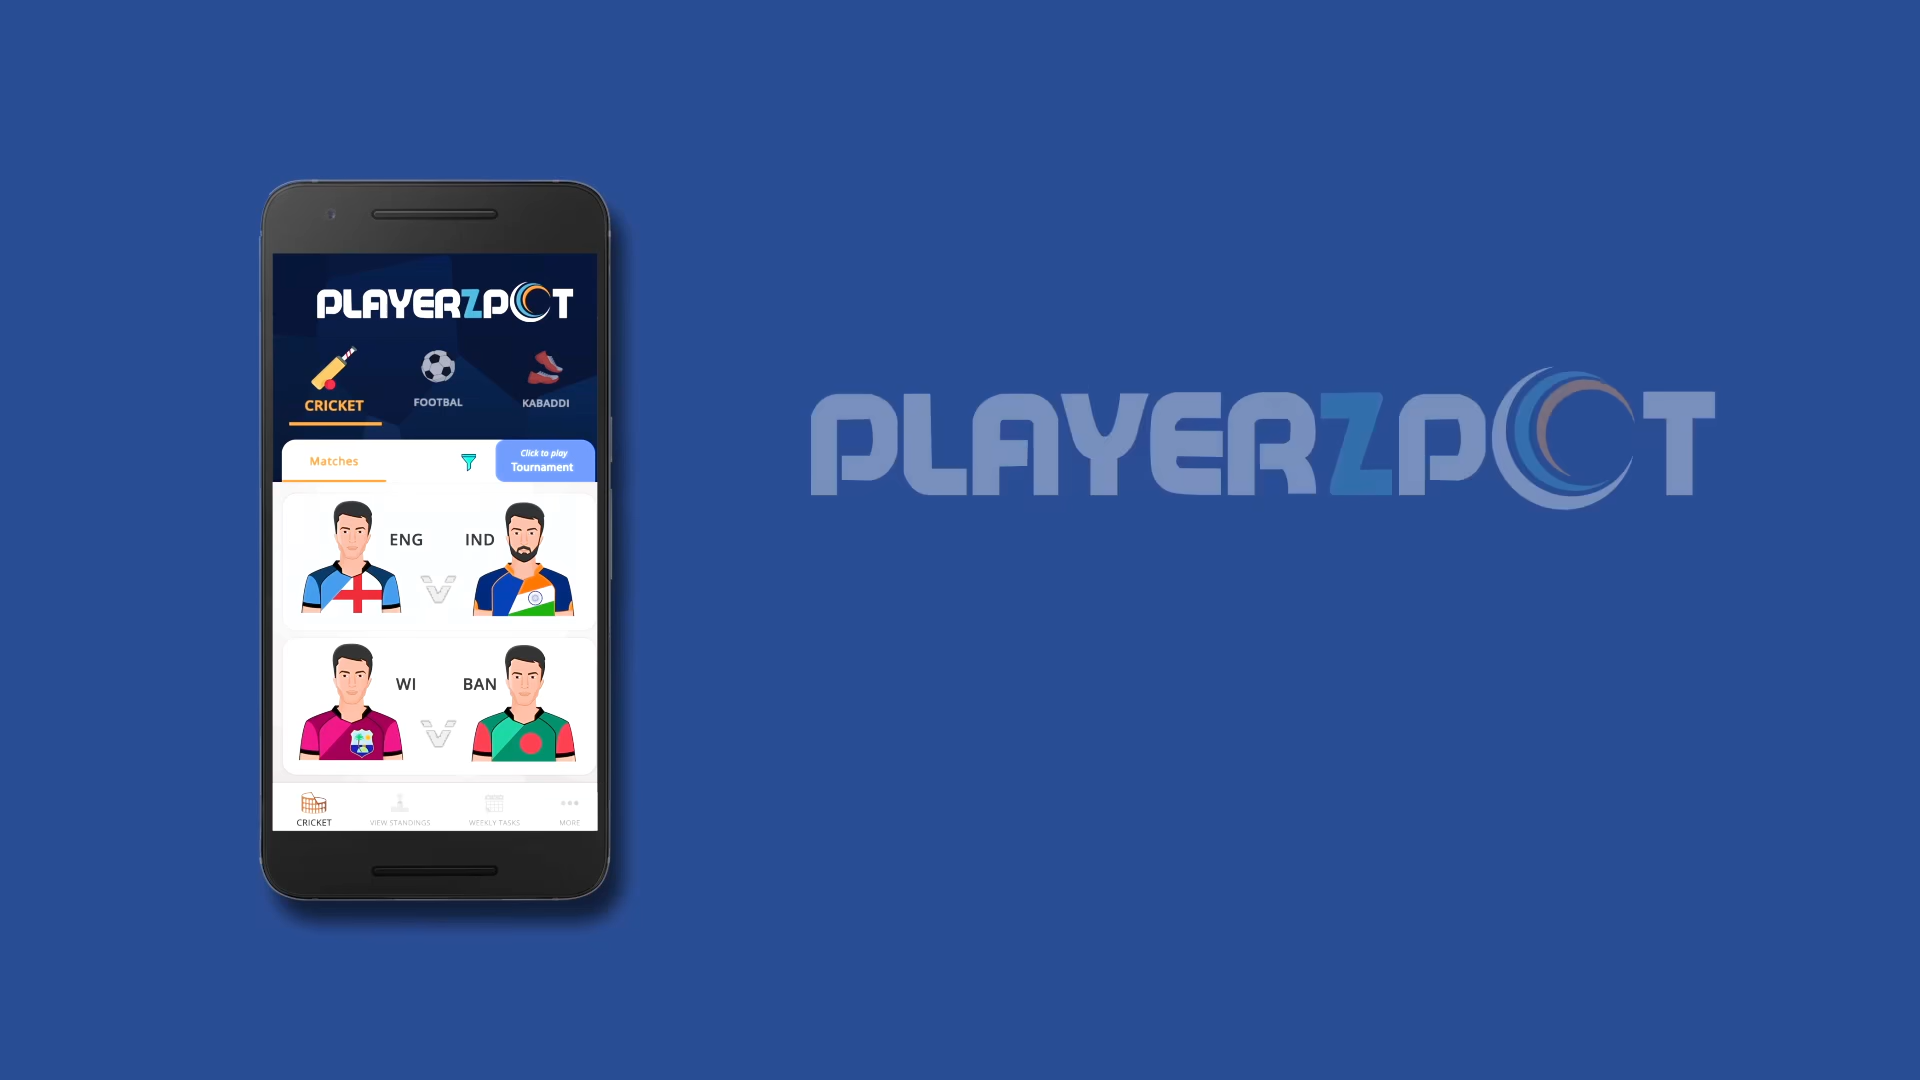 PLAYERZPOT
CRICKET
FOOTBAL
KABADDI
Matches
Click to play
Tournament
ENG
IND
WI
BAN
CRICKET
VIEW STANDINGS
WEEKLY TASKS
MORE
PLAYERZPOT